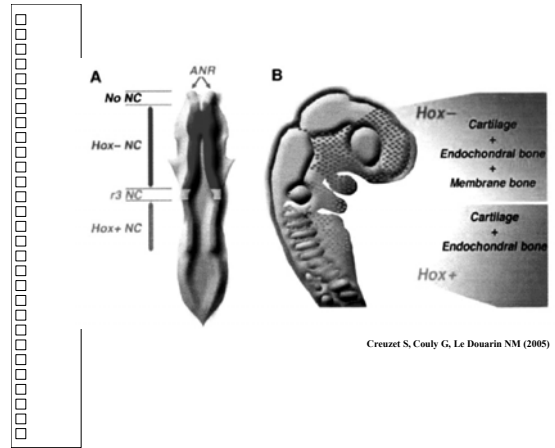 A
ANR
No NC
Hox– NC
r3 NC
Hox+ NC
B
Hox–
Cartilage
+
Endochondral bone
+
Membrane bone
Cartilage
+
Endochondral bone
Hox+
Creuzet S, Couly G, Le Douarin NM (2005)